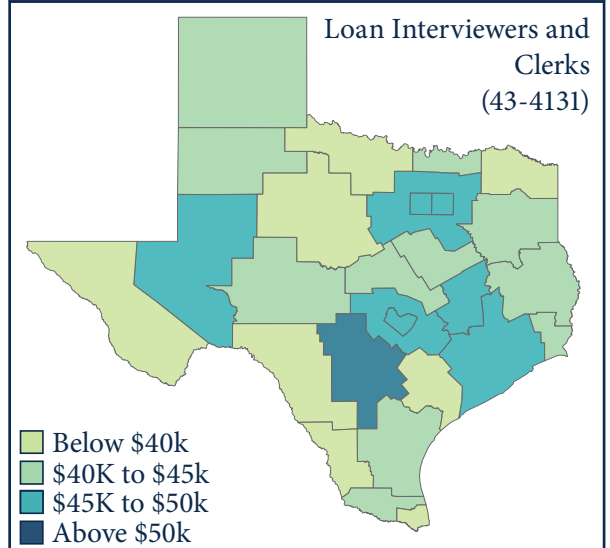 Loan Interviewers and
Clerks
(43-4131)
Below $40k
$40K to $45k
$45K to $50k
Above $50k